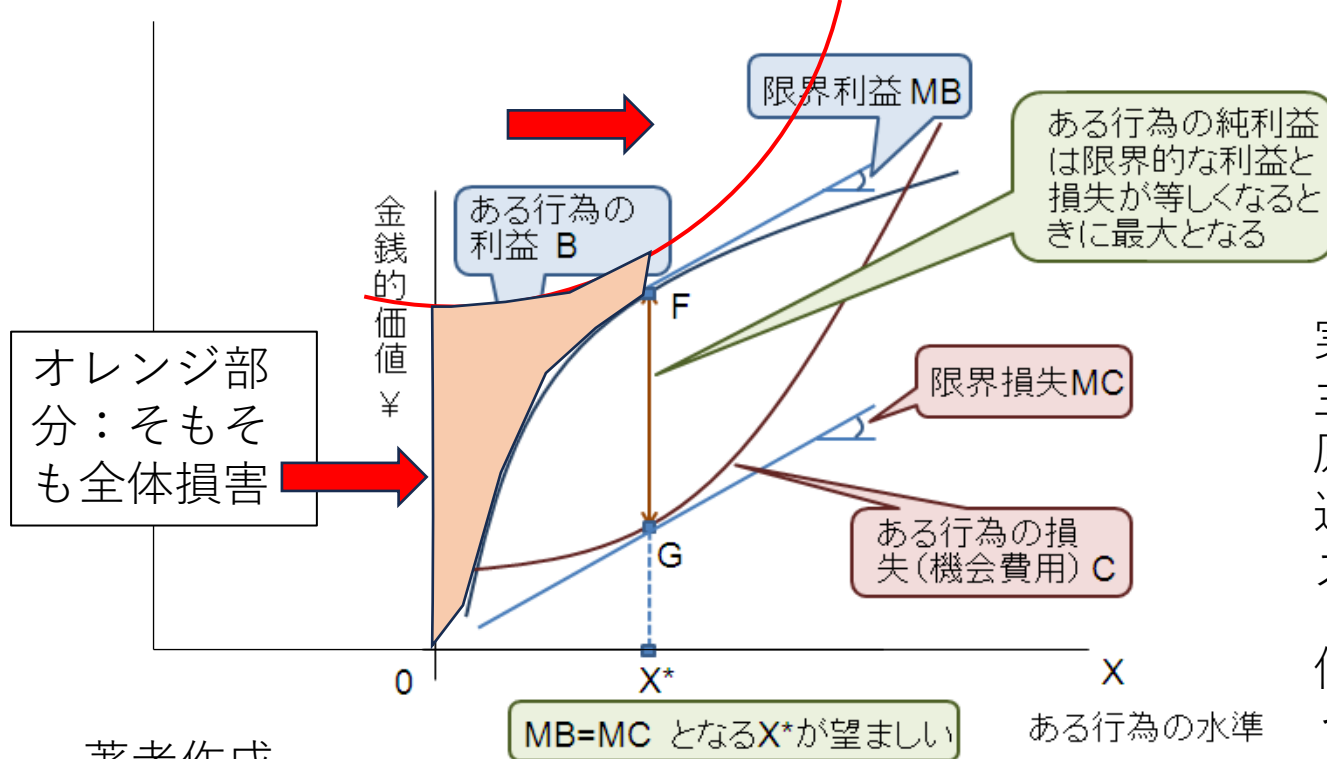 限界利益 MB
ある行為の純利益
は限界的な利益と
損失が等しくなると
きに最大となる
ある行為の
利益 B
金銭的価値 ¥
F
オレンジ部
分：そもそ
も全体損害
限界損失MC
G
ある行為の損
失(機会費用) C
0
X*
X
MB=MC となるX*が望ましい
ある行為の水準